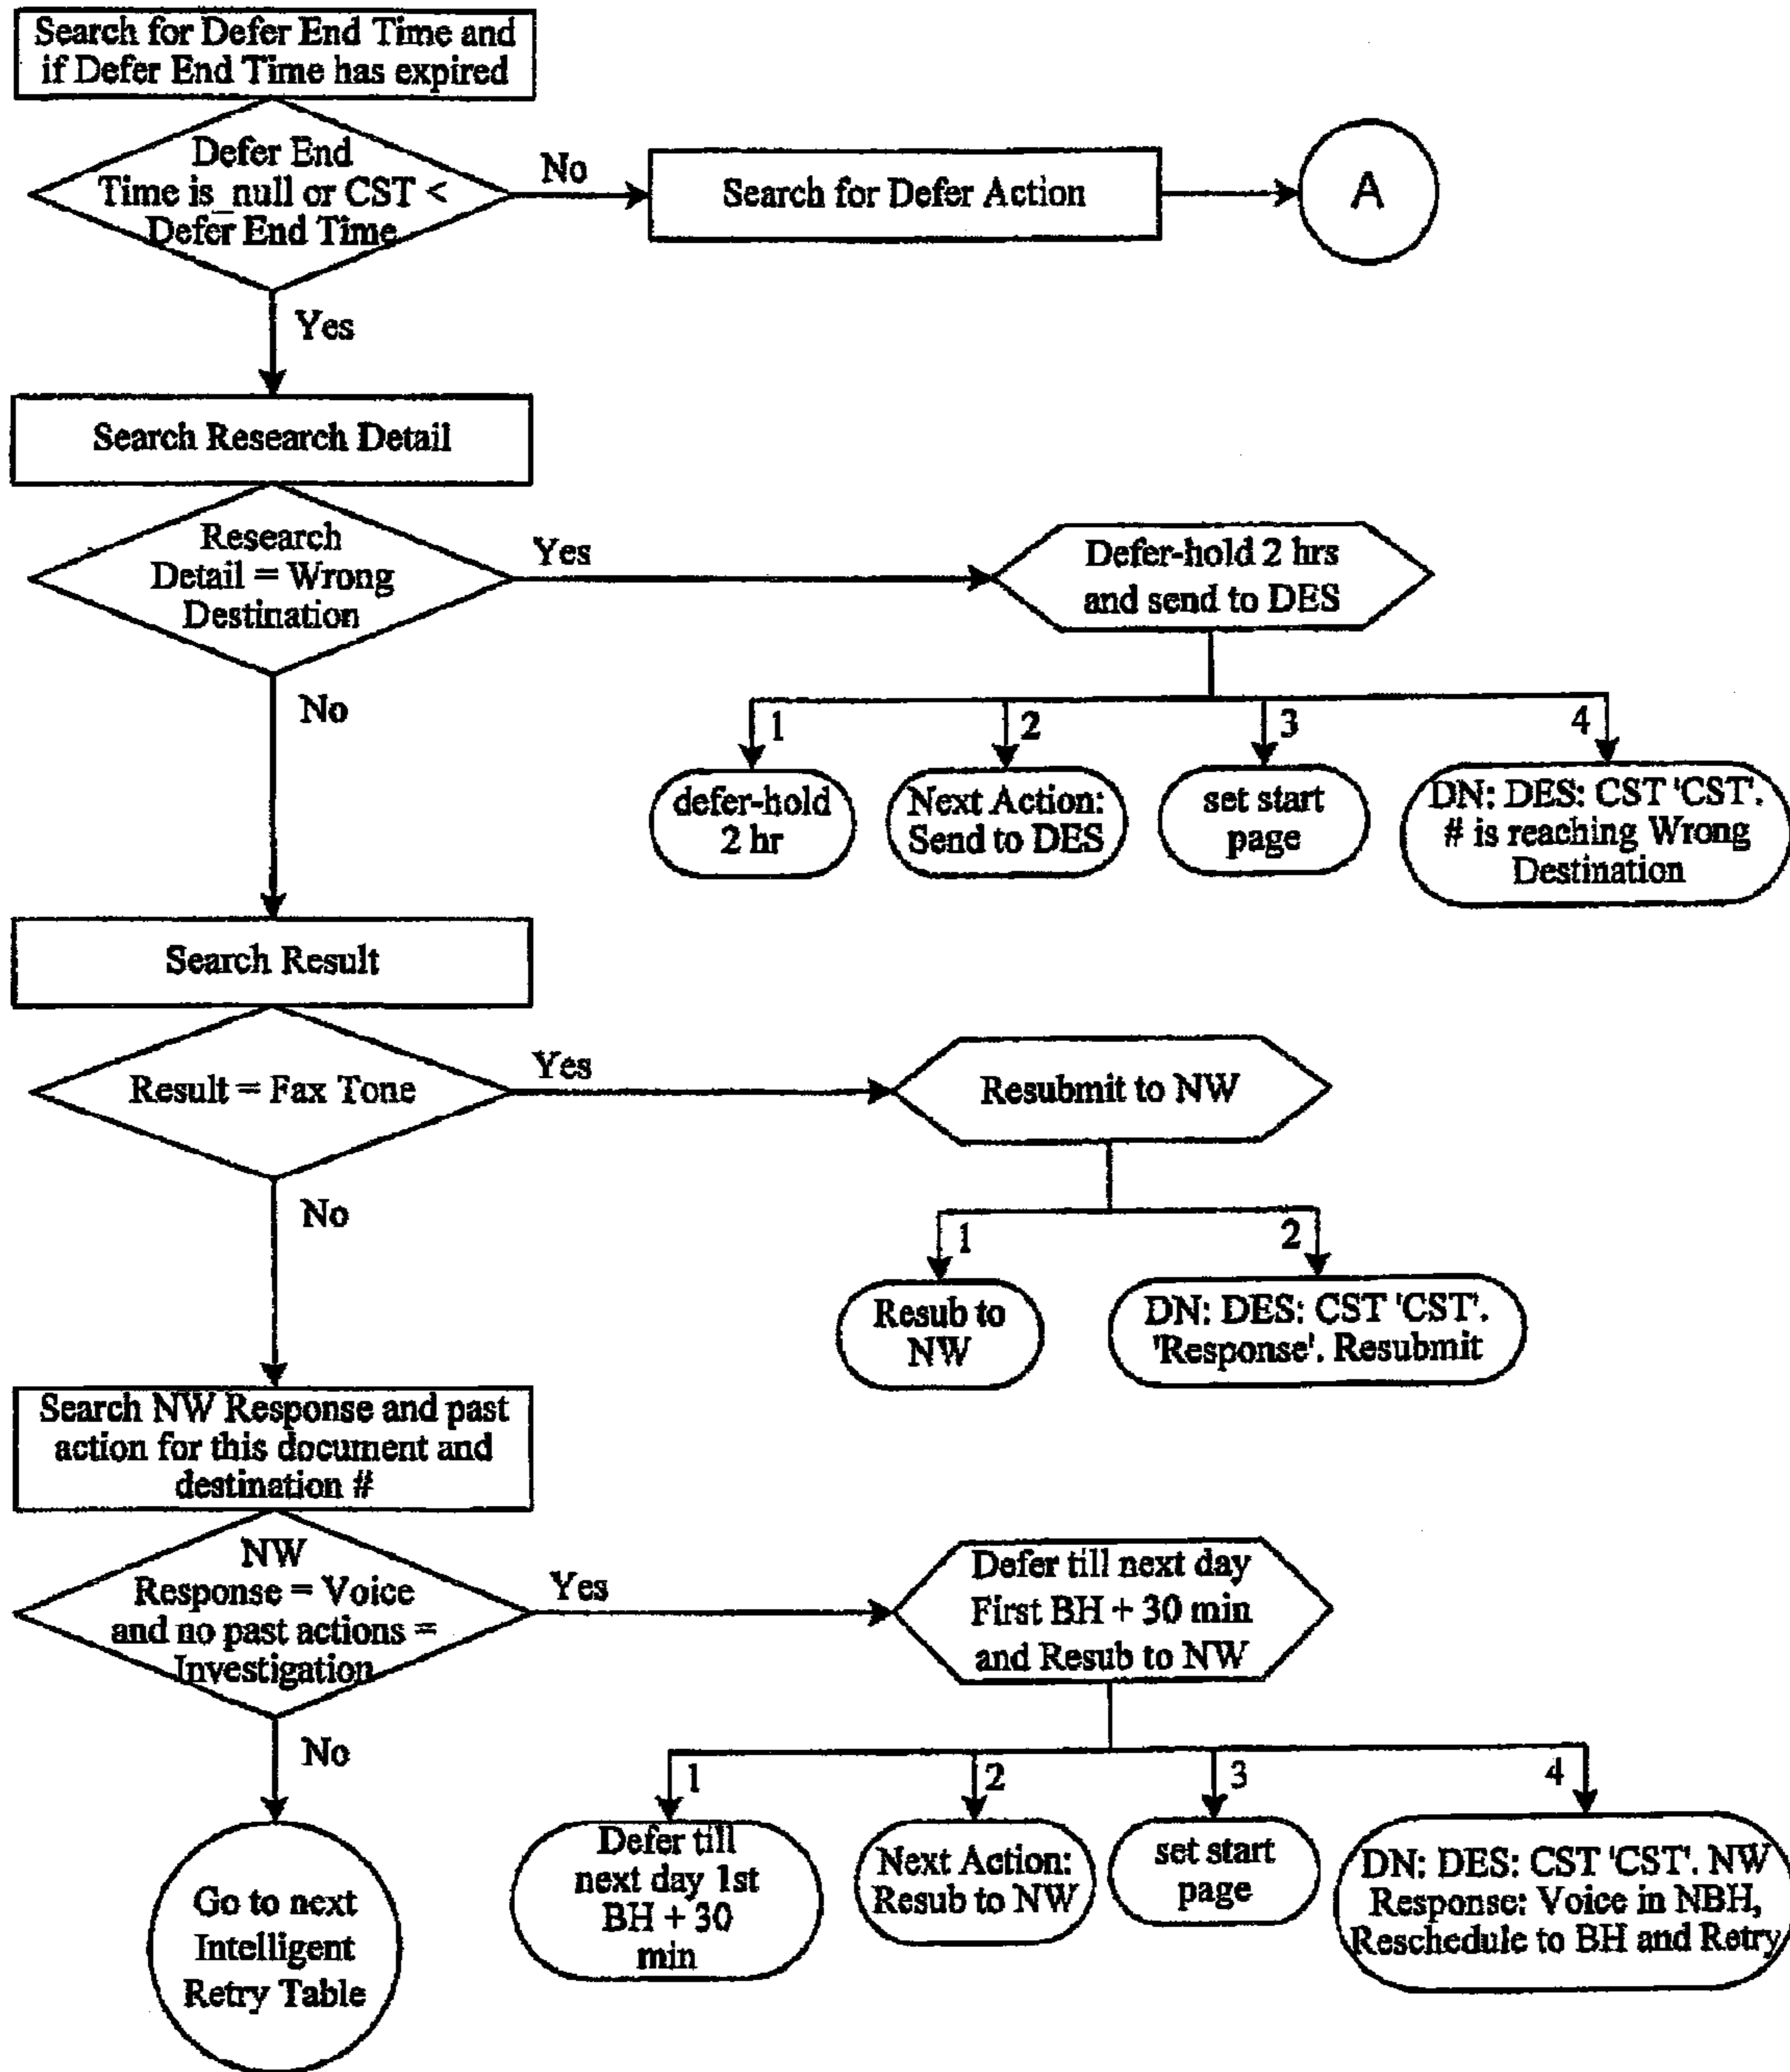 Search for Defer End Time and
if Defer End Time has expired
Defer End
Time is_null or CST <
Defer End Time
No
Search for Defer Action
A
Yes
Search Research Detail
Research
Detail = Wrong
Destination
Yes
Defer-hold 2 hrs
and send to DES
No
1
2
3
4
defer-hold
2 hr
Next Action:
Send to DES
set start
page
DN: DES: CST 'CST'.
# is reaching Wrong
Destination
Search Result
Result = Fax Tone
Yes
Resubmit to NW
No
1
2
Resub to
NW
DN: DES: CST 'CST'.
'Response'. Resubmit
Search NW Response and past
action for this document and
destination #
NW
Response = Voice
and no past actions =
Investigation
Yes
Defer till next day
First BH + 30 min
and Resub to NW
No
1
2
3
4
Go to next
Intelligent
Retry Table
Defer till
next day 1st
BH + 30
min
Next Action:
Resub to NW
set start
page
DN: DES: CST 'CST'. NW
Response: Voice in NBH,
Reschedule to BH and Retry